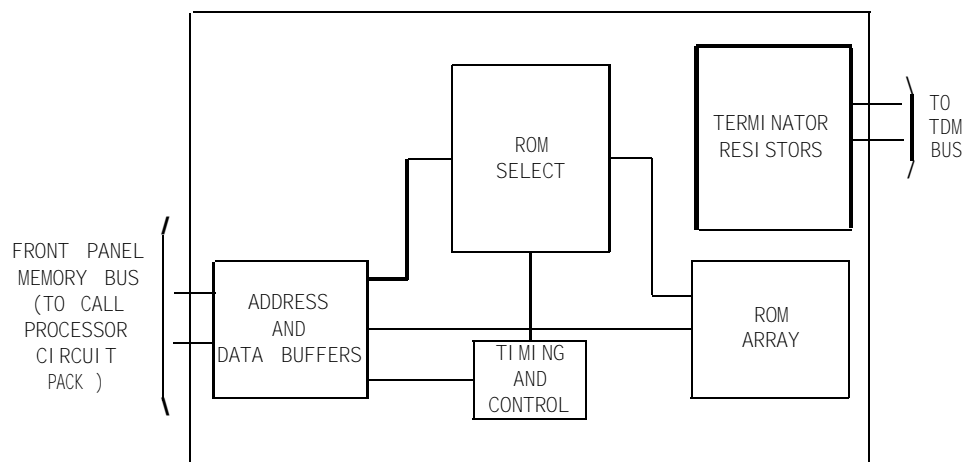 ROM
SELECT
TERMINATOR
RESISTORS
TO
TDM
BUS
FRONT PANEL
MEMORY BUS
(TO CALL
PROCESSOR
CIRCUIT
PACK )
ADDRESS
AND
DATA BUFFERS
TIMING
AND
CONTROL
ROM
ARRAY